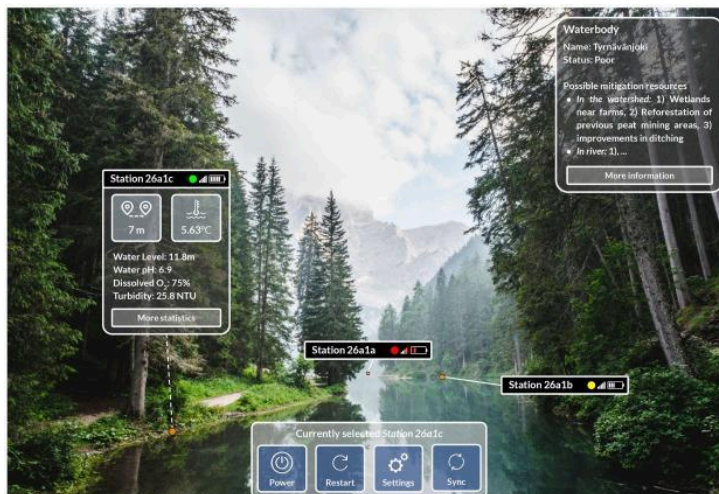 Waterbody
Name: Tyrnävänjoki
Status: Poor
Possible mitigation resources
• In the watershed: 1) Wetlands
near farms, 2) Reforestation of
previous peat mining areas, 3)
improvements in ditching
• In river: 1), ...
More information
Station 26a1c
7 m
5.63°C
Water Level: 11.8m
Water pH: 6.9
Dissolved O₂: 75%
Turbidity: 25.8 NTU
More statistics
Station 26a1a
Station 26a1b
Currently selected Station 26a1c
Power
Restart
Settings
Sync